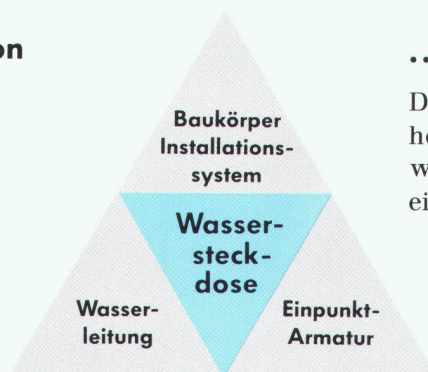 on
Baukörper
Installations-
system
Wasser-
steck-
dose
Wasser-
leitung
Einpunkt-
Armatur
..
D
he
w
ei